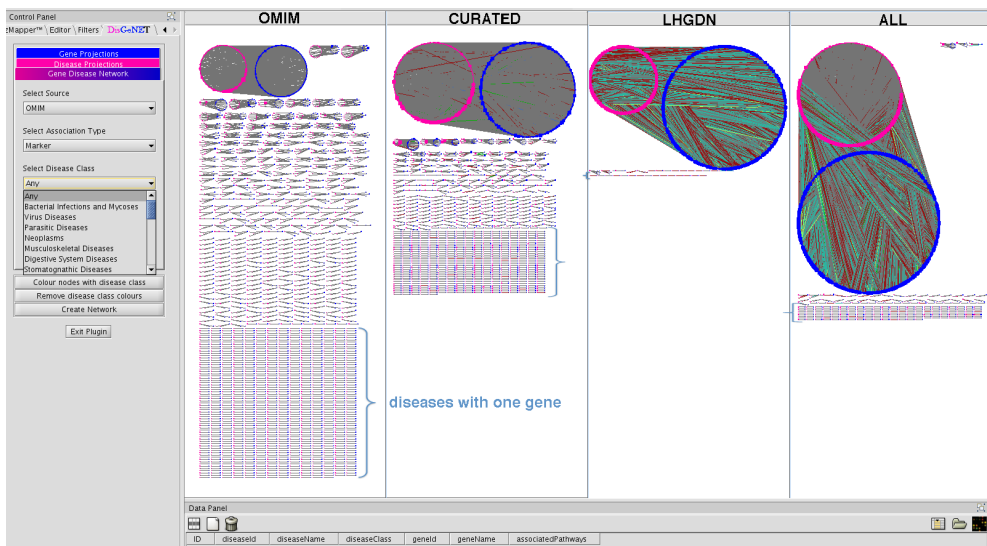 Control Panel
zMapper™ Editor Filters DisGeNET
Gene Projections
Disease Projections
Gene Disease Network
Select Source
OMIM
Select Association Type
Marker
Select Disease Class
Any
Any
Bacterial Infections and Mycoses
Virus Diseases
Parasitic Diseases
Neoplasms
Musculoskeletal Diseases
Digestive System Diseases
Stomatognathic Diseases
Colour nodes with disease class
Remove disease class colours
Create Network
Exit Plugin
OMIM CURATED LHGDN ALL
diseases with one gene
Data Panel
ID diseaseId diseaseName diseaseClass geneId geneName associatedPathways